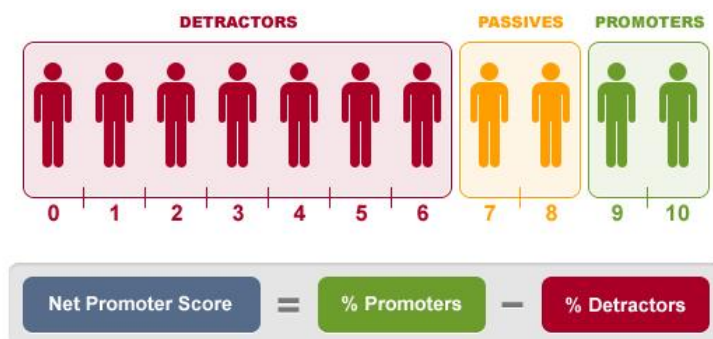 DETRACTORS PASSIVES PROMOTERS
0 1 2 3 4 5 6 7 8 9 10
Net Promoter Score = % Promoters − % Detractors